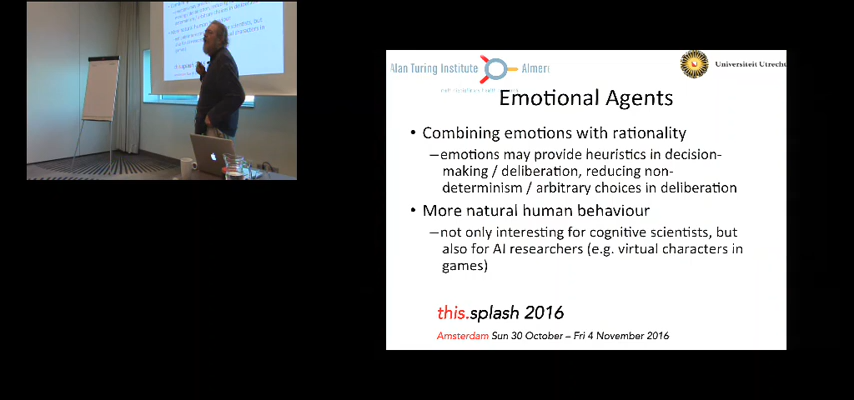 Alan Turing Institute
Almere
Universiteit Utrecht
Emotional Agents
• Combining emotions with rationality
–emotions may provide heuristics in decision-
making / deliberation, reducing non-
determinism / arbitrary choices in deliberation
• More natural human behaviour
–not only interesting for cognitive scientists, but
also for AI researchers (e.g. virtual characters in
games)
this.splash 2016
Amsterdam Sun 30 October – Fri 4 November 2016